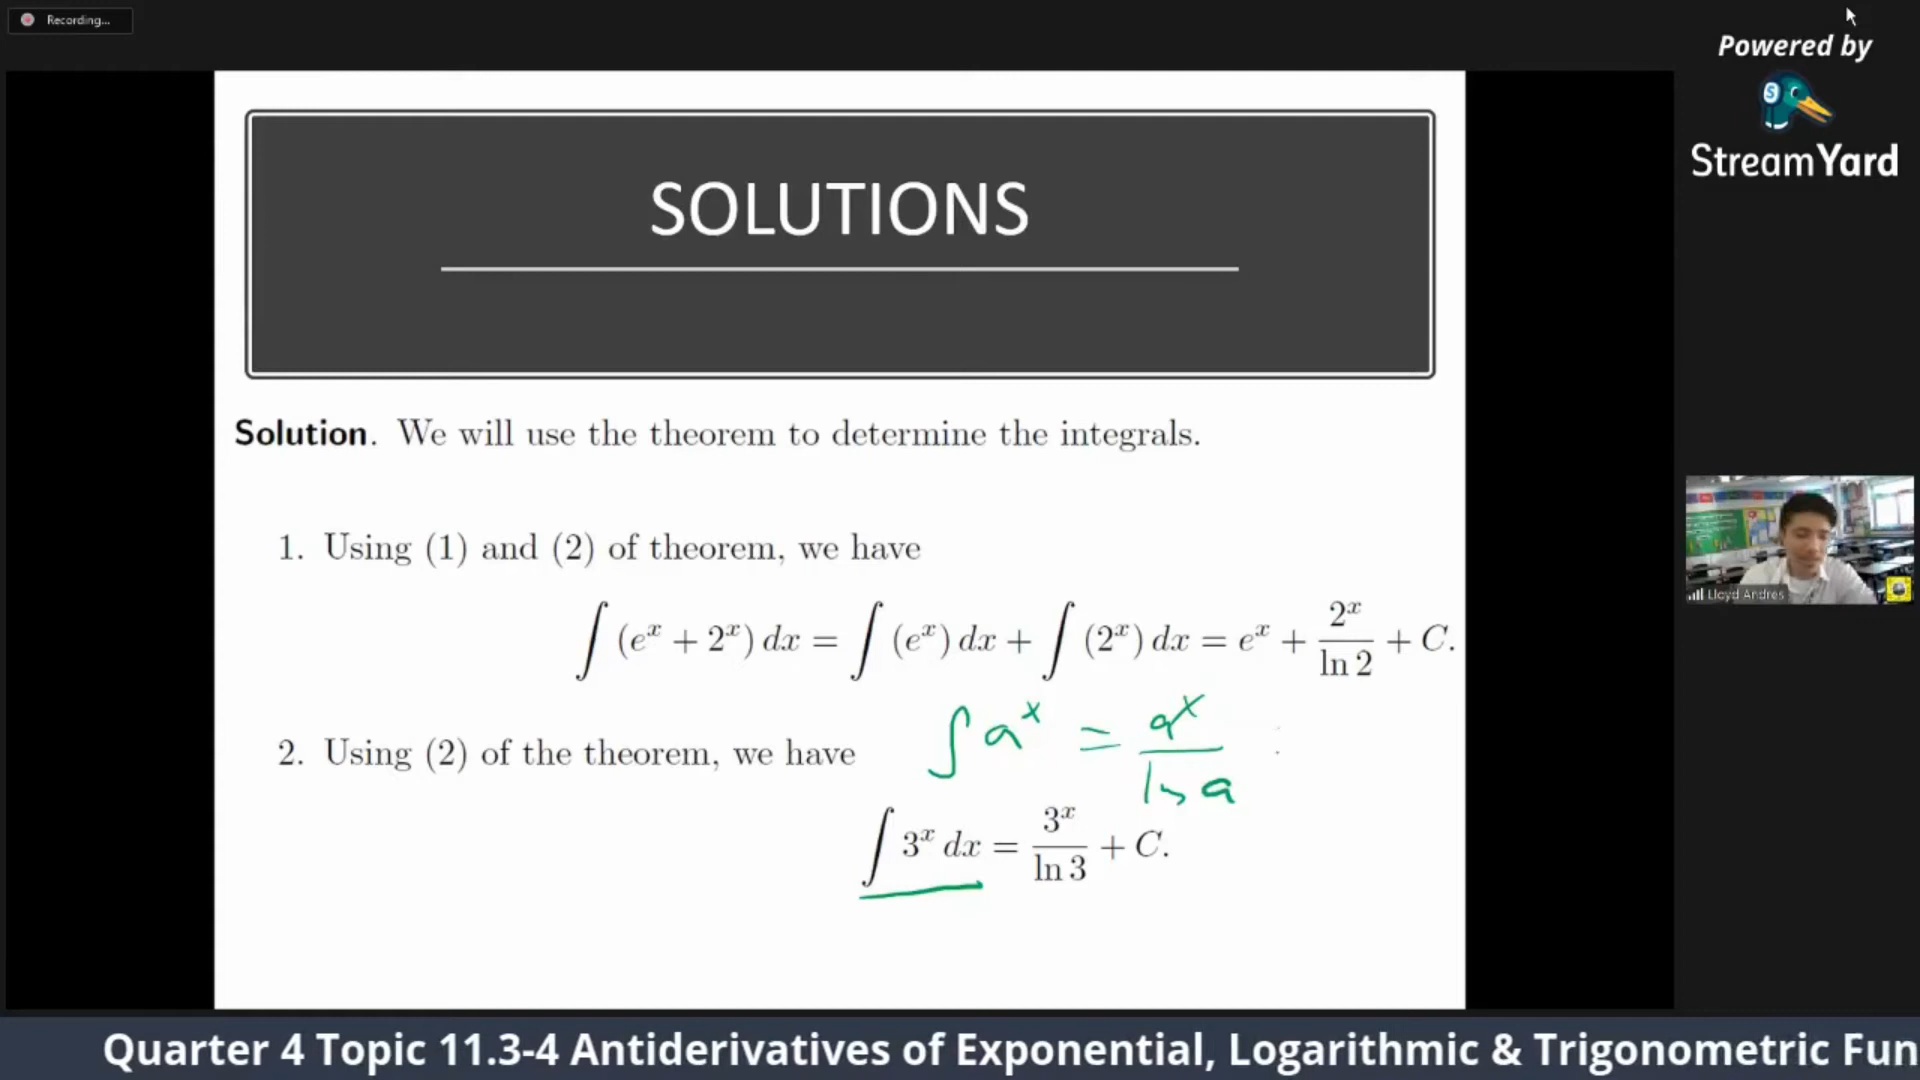 Recording...
Powered by
StreamYard
SOLUTIONS
Solution. We will use the theorem to determine the integrals.
1. Using (1) and (2) of theorem, we have
∫ (e^x + 2^x) dx = ∫ (e^x) dx + ∫ (2^x) dx = e^x + 2^x / ln 2 + C.
∫ a^x = a^x / ln a
2. Using (2) of the theorem, we have
∫ 3^x dx = 3^x / ln 3 + C.
Lloyd Andres
Quarter 4 Topic 11.3-4 Antiderivatives of Exponential, Logarithmic & Trigonometric Fun